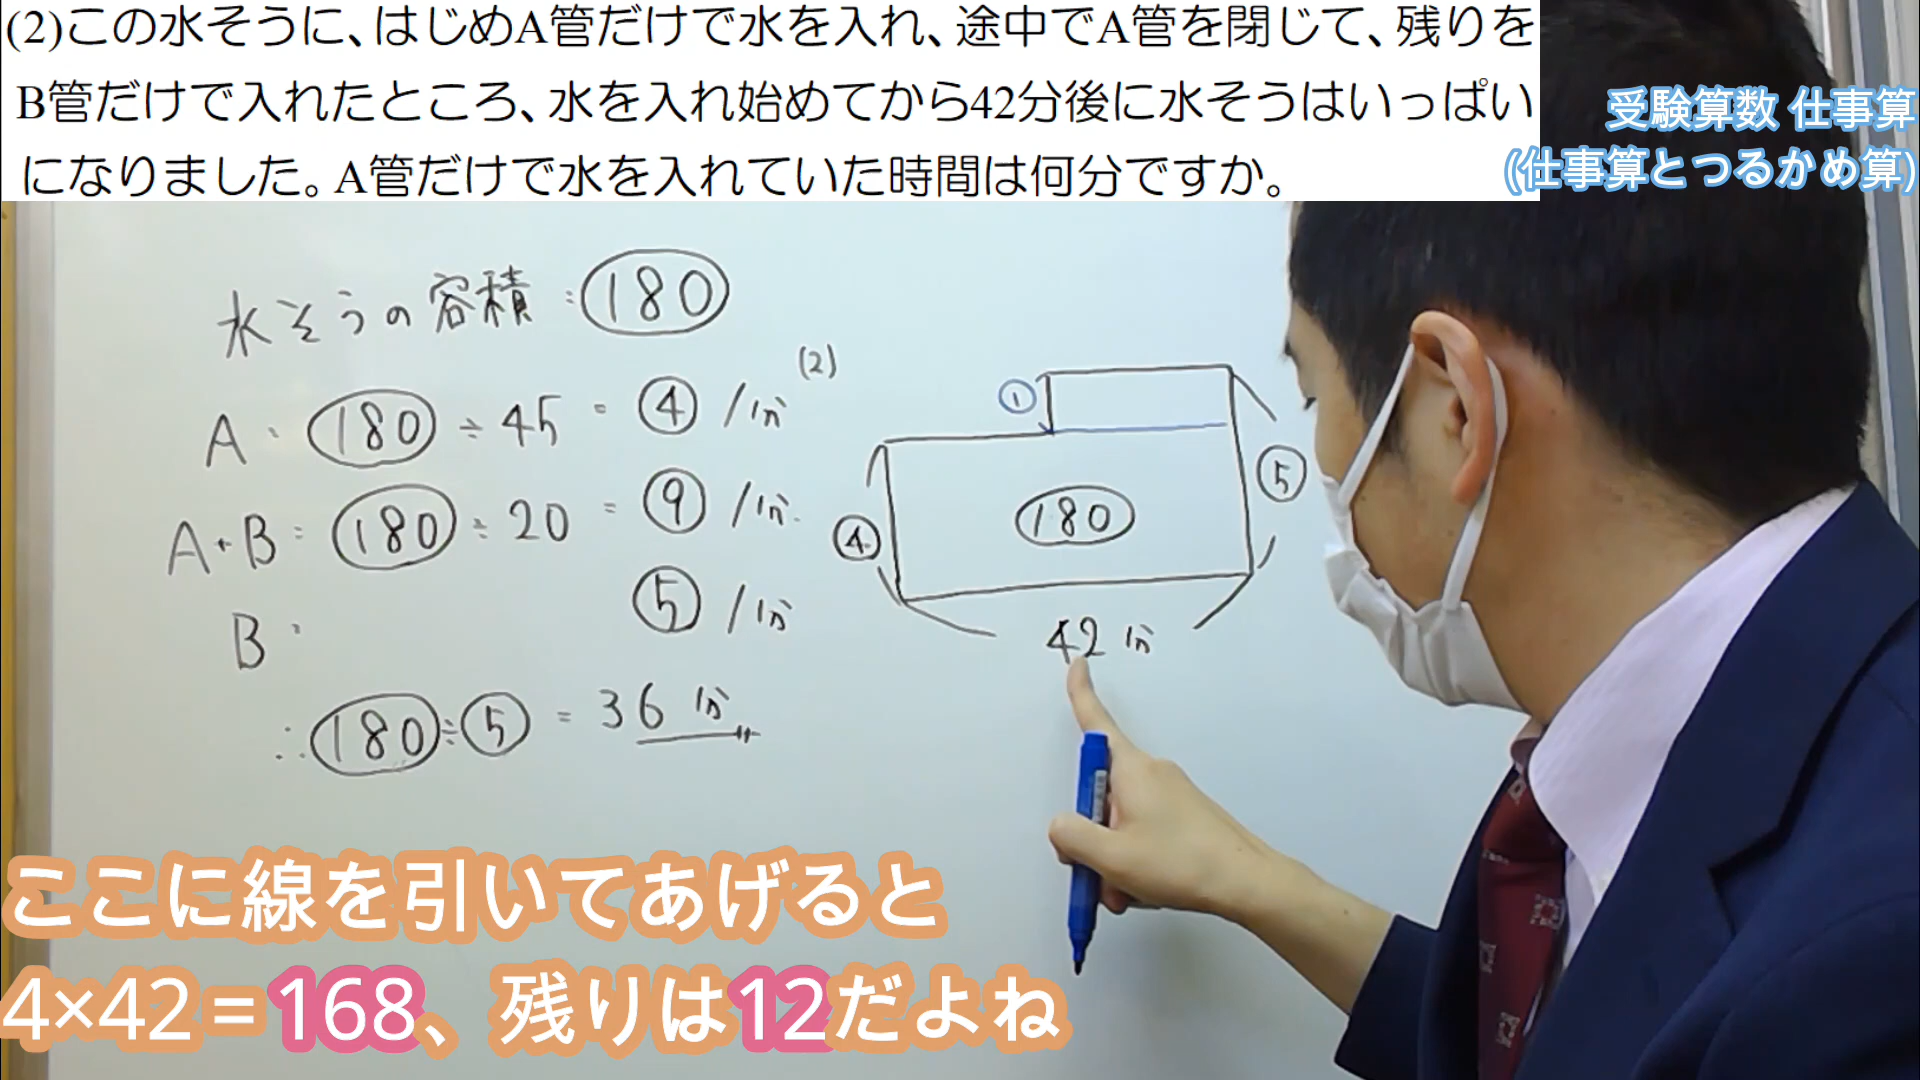 (2)この水そうに、はじめA管だけで水を入れ、途中でA管を閉じて、残りを
B管だけで入れたところ、水を入れ始めてから42分後に水そうはいっぱい
になりました。A管だけで水を入れていた時間は何分ですか。
受験算数 仕事算
(仕事算とつるかめ算)
水そうの容積:180
A: 180÷45=④/1分
A+B: 180÷20=⑨/1分
B: ⑤/1分
∴180÷⑤=36分
(2)
①
④
180
⑤
42分
ここに線を引いてあげると
4×42=168、残りは12だよね